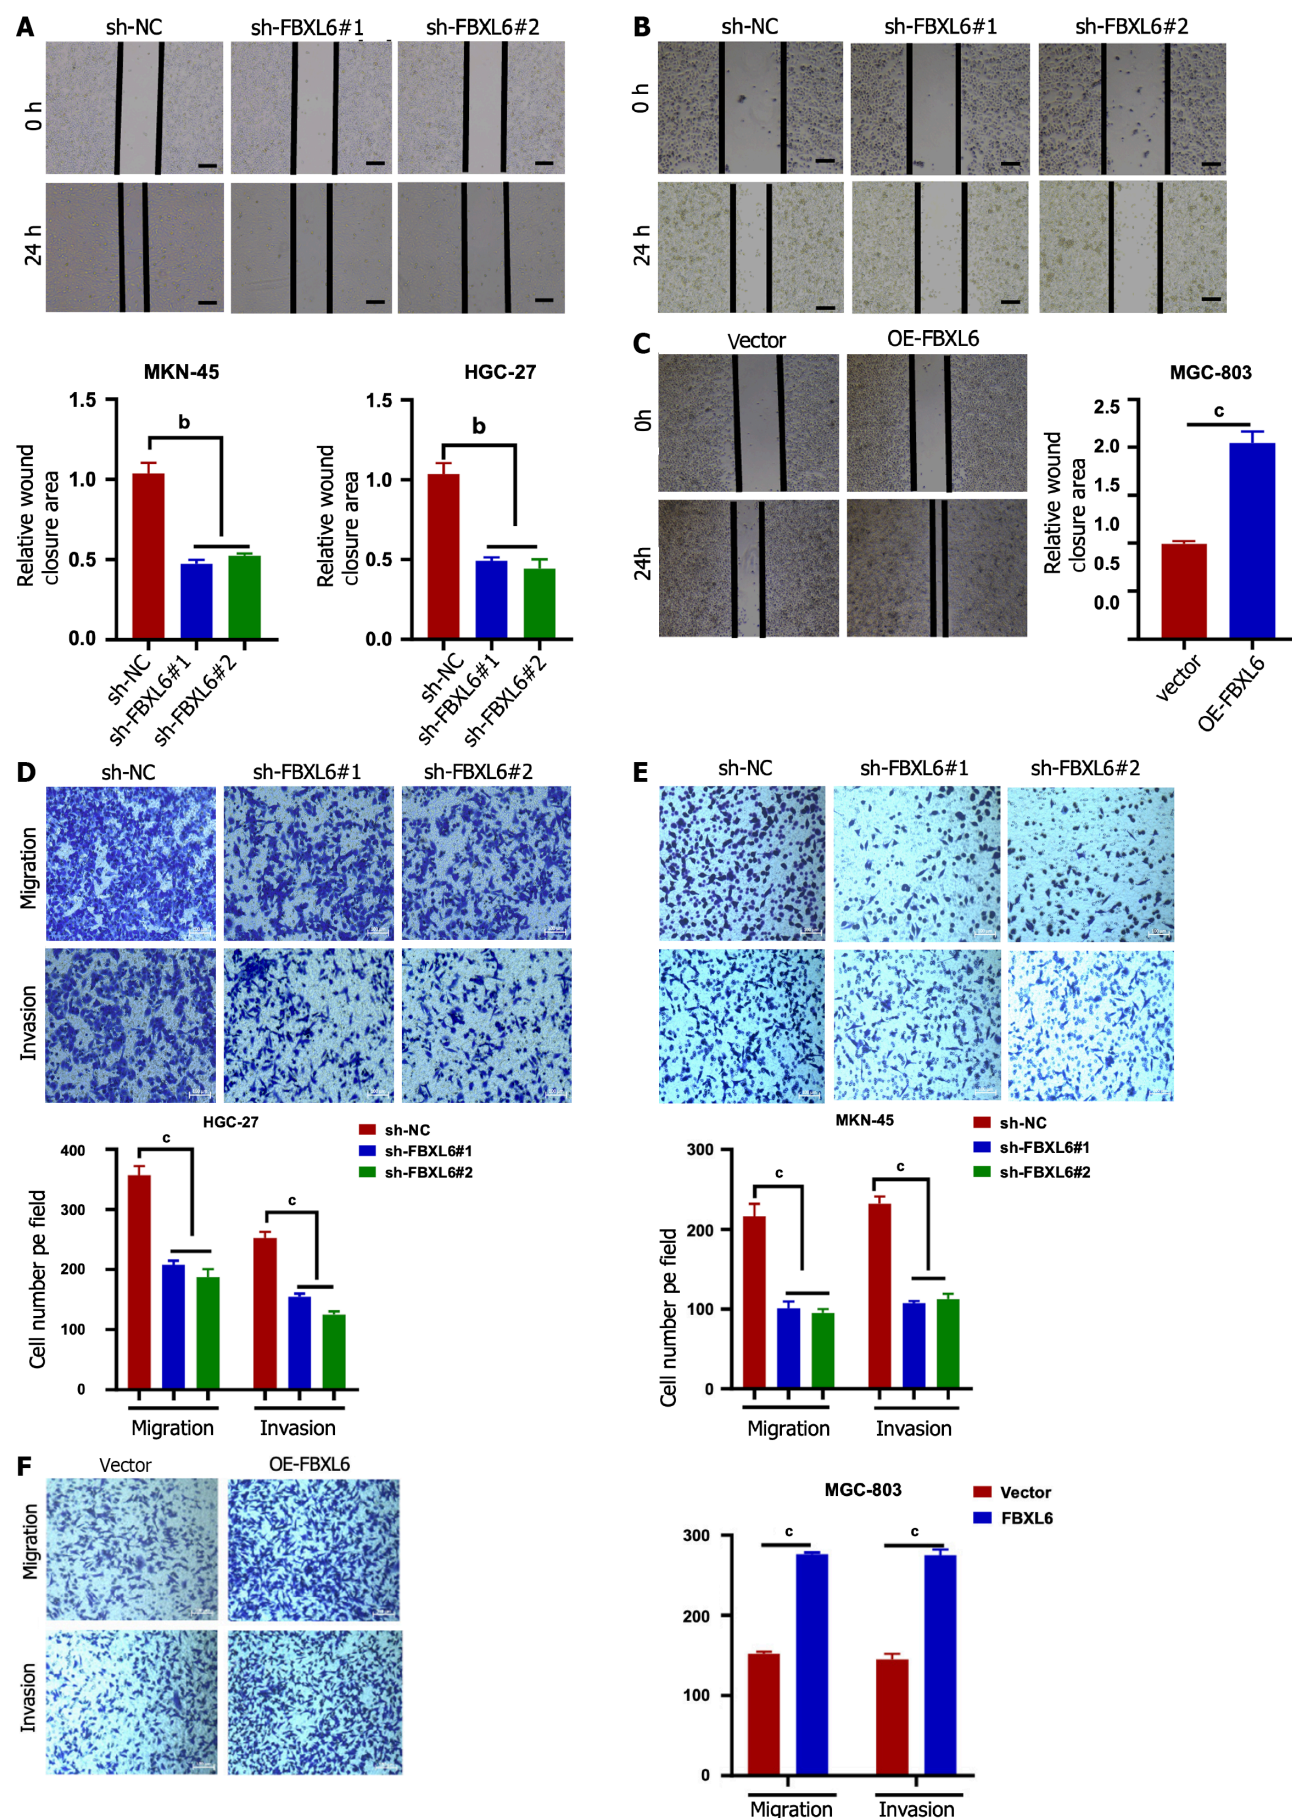 A
sh-NC
sh-FBXL6#1
sh-FBXL6#2
0 h
24 h
B
sh-NC
sh-FBXL6#1
sh-FBXL6#2
0 h
24 h
MKN-45
Relative wound
closure area
1.5
1.0
0.5
0.0
b
sh-NC
sh-FBXL6#1
sh-FBXL6#2
HGC-27
Relative wound
closure area
1.5
1.0
0.5
0.0
b
sh-NC
sh-FBXL6#1
sh-FBXL6#2
C
Vector
OE-FBXL6
0h
24h
MGC-803
Relative wound
closure area
2.5
2.0
1.5
1.0
0.5
0.0
c
vector
OE-FBXL6
D
sh-NC
sh-FBXL6#1
sh-FBXL6#2
Migration
Invasion
HGC-27
sh-NC
sh-FBXL6#1
sh-FBXL6#2
Cell number pe field
400
300
200
100
0
c
c
Migration
Invasion
E
sh-NC
sh-FBXL6#1
sh-FBXL6#2
Migration
Invasion
MKN-45
sh-NC
sh-FBXL6#1
sh-FBXL6#2
Cell number pe field
300
200
100
0
c
c
Migration
Invasion
F
Vector
OE-FBXL6
Migration
Invasion
MGC-803
Vector
FBXL6
300
200
100
0
c
c
Migration
Invasion